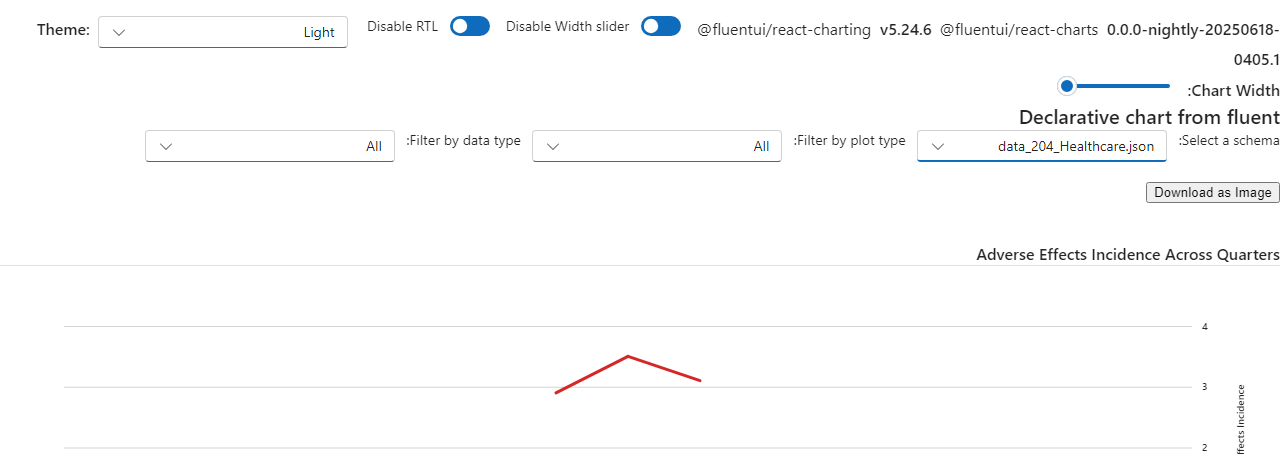 Theme: Light Disable RTL Disable Width slider @fluentui/react-charting v5.24.6 @fluentui/react-charts 0.0.0-nightly-20250618-
0405.1
:Chart Width
Declarative chart from fluent
:Select a schema data_204_Healthcare.json :Filter by plot type All :Filter by data type All
Download as Image
Adverse Effects Incidence Across Quarters
4
3
2
Incidence